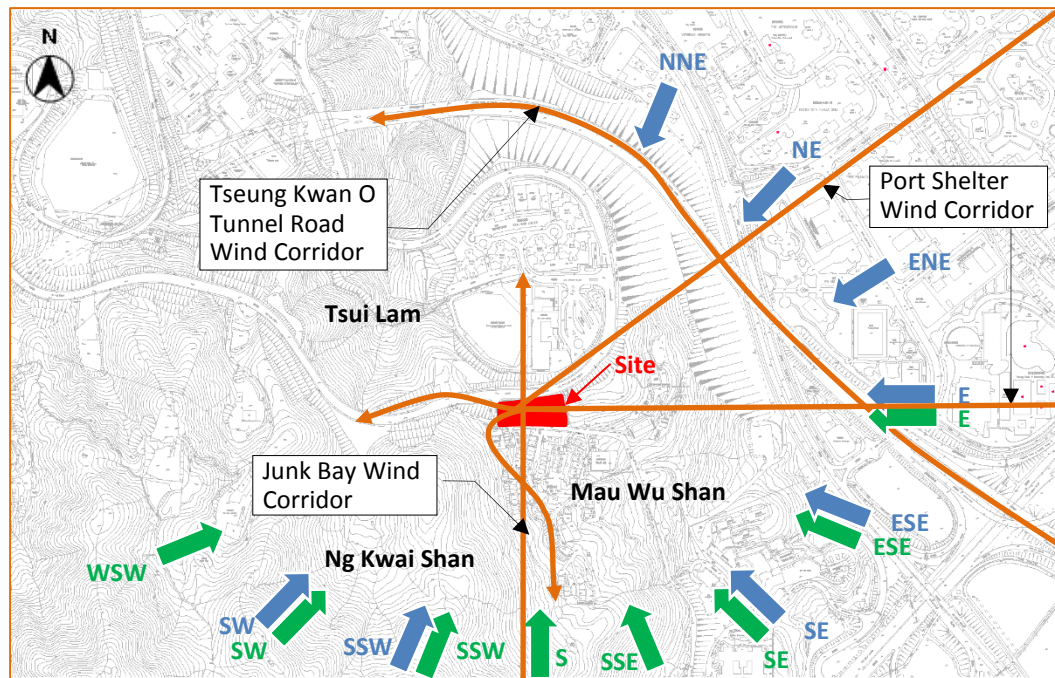 N
NNE
NE
Tseung Kwan O
Tunnel Road
Wind Corridor
Port Shelter
Wind Corridor
ENE
Tsui Lam
Site
E
E
Junk Bay Wind
Corridor
Mau Wu Shan
ESE
ESE
Ng Kwai Shan
WSW
SW
SW
SSW
SSW
S
SSE
SE
SE